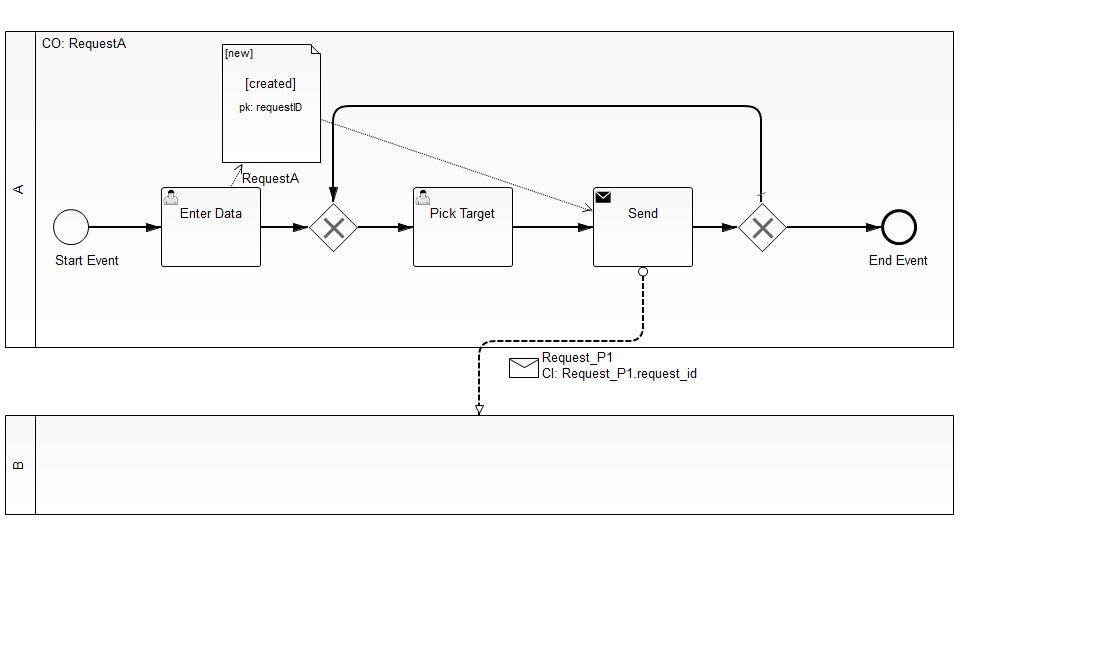 A
CO: RequestA
[new]
[created]
pk: requestID
RequestA
Enter Data
Pick Target
Send
Start Event
End Event
Request_P1
CI: Request_P1.request_id
B